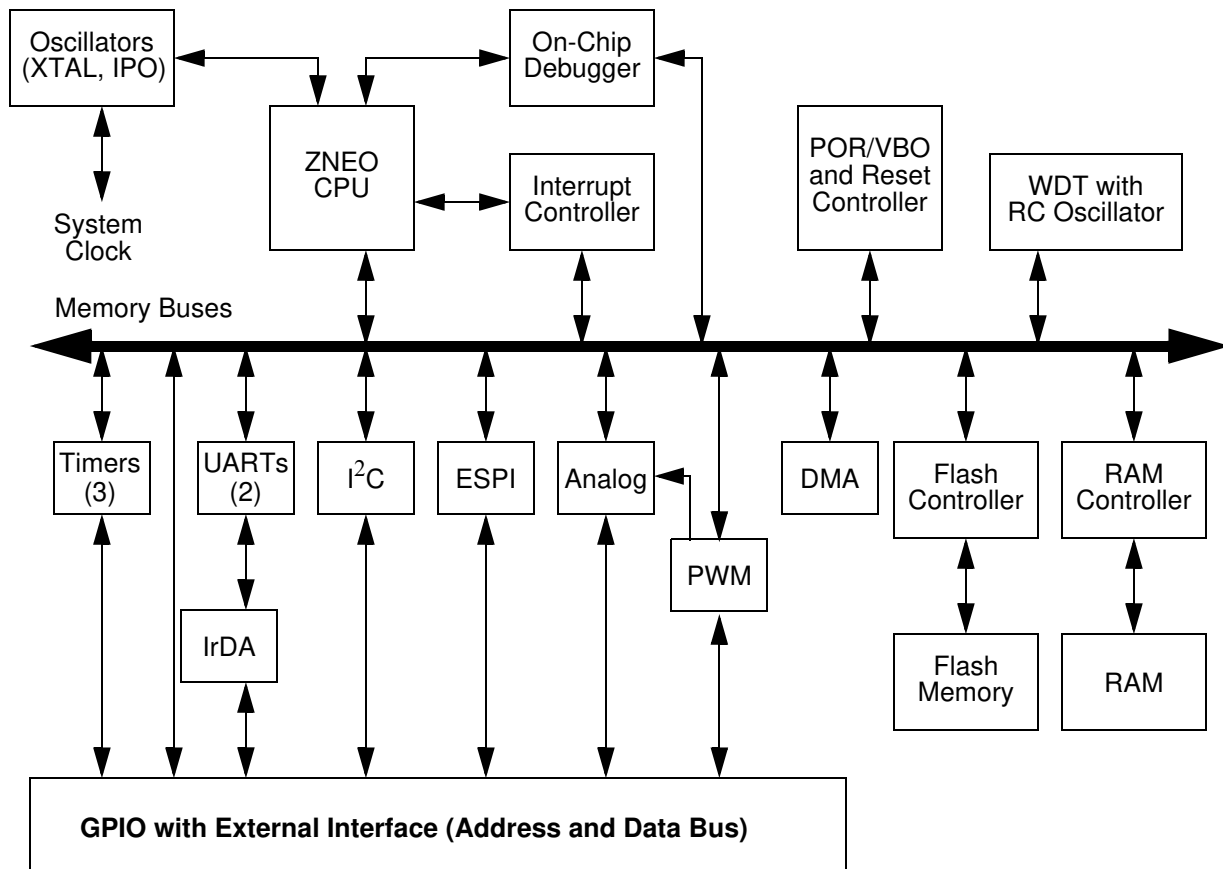 Oscillators
(XTAL, IPO)
On-Chip
Debugger
ZNEO
CPU
Interrupt
Controller
POR/VBO
and Reset
Controller
WDT with
RC Oscillator
System
Clock
Memory Buses
Timers
(3)
UARTs
(2)
I²C
ESPI
Analog
DMA
Flash
Controller
RAM
Controller
PWM
IrDA
Flash
Memory
RAM
GPIO with External Interface (Address and Data Bus)